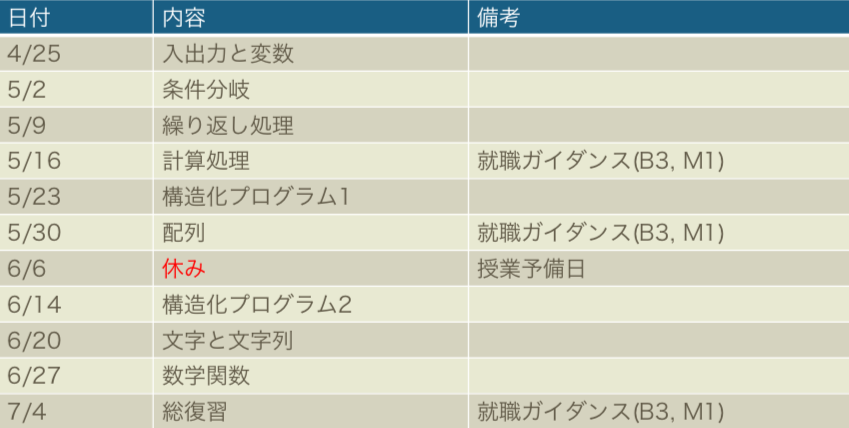 日付 内容 備考
4/25 入出力と変数
5/2 条件分岐
5/9 繰り返し処理
5/16 計算処理 就職ガイダンス(B3, M1)
5/23 構造化プログラム1
5/30 配列 就職ガイダンス(B3, M1)
6/6 休み 授業予備日
6/14 構造化プログラム2
6/20 文字と文字列
6/27 数学関数
7/4 総復習 就職ガイダンス(B3, M1)